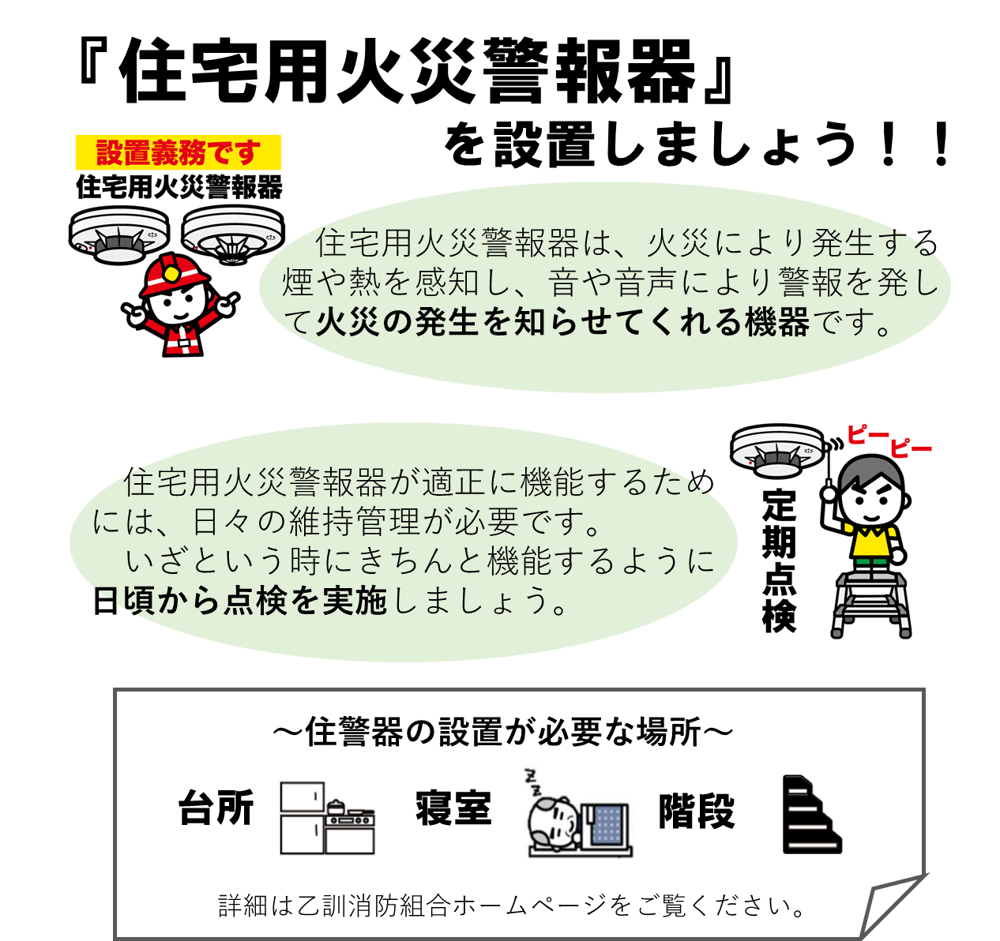 『住宅用火災警報器』
を設置しましょう！！
設置義務です
住宅用火災警報器
住宅用火災警報器は、火災により発生する
煙や熱を感知し、音や音声により警報を発し
て火災の発生を知らせてくれる機器です。
住宅用火災警報器が適正に機能するため
には、日々の維持管理が必要です。
いざという時にきちんと機能するように
日頃から点検を実施しましょう。
ピー
ピー
定期点検
～住警器の設置が必要な場所～
台所
寝室
zz
階段
詳細は乙訓消防組合ホームページをご覧ください。